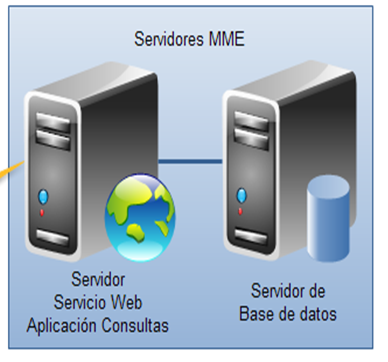 Servidores MME
Servidor
Servicio Web
Aplicación Consultas
Servidor de
Base de datos